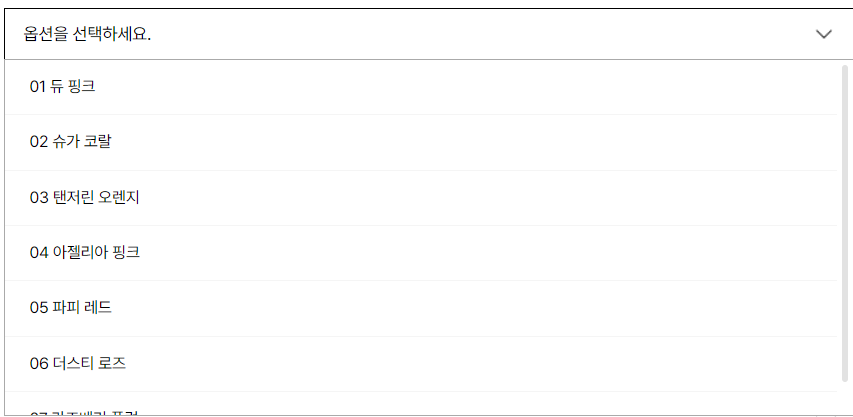 옵션을 선택하세요.
01 듀 핑크
02 슈가 코랄
03 탠저린 오렌지
04 아젤리아 핑크
05 파피 레드
06 더스티 로즈